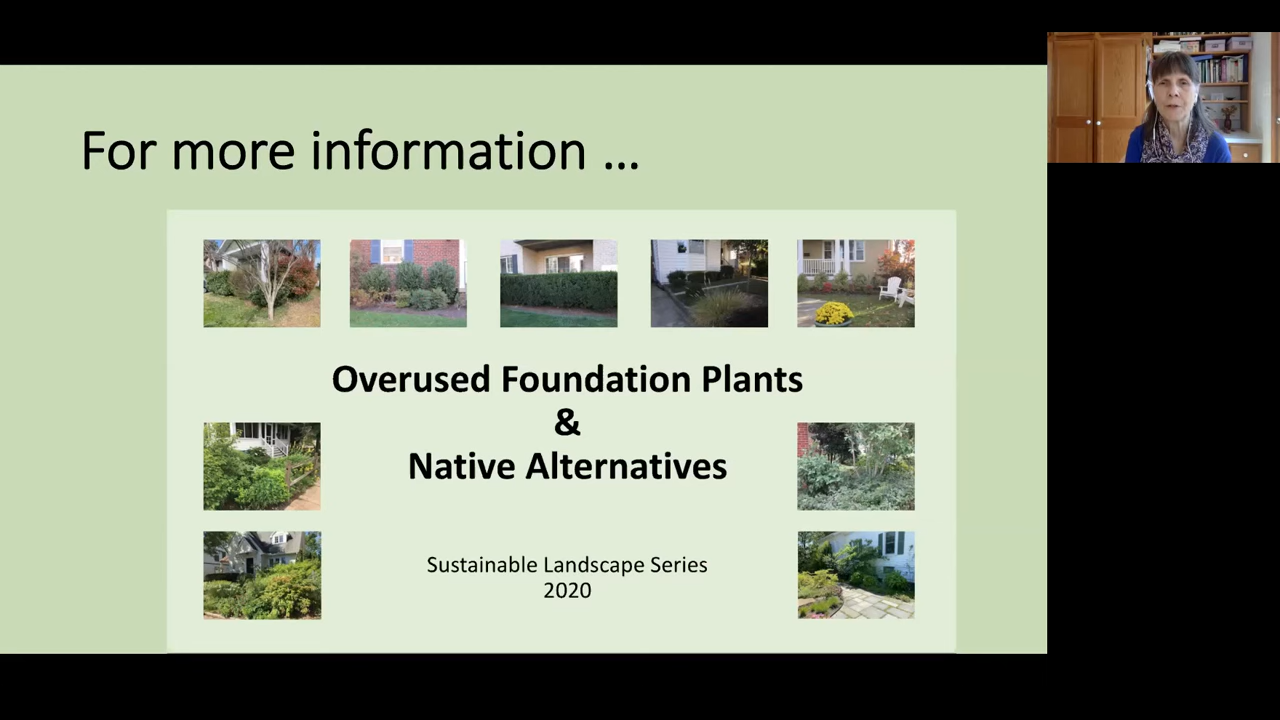 For more information ...
Overused Foundation Plants
&
Native Alternatives
Sustainable Landscape Series
2020